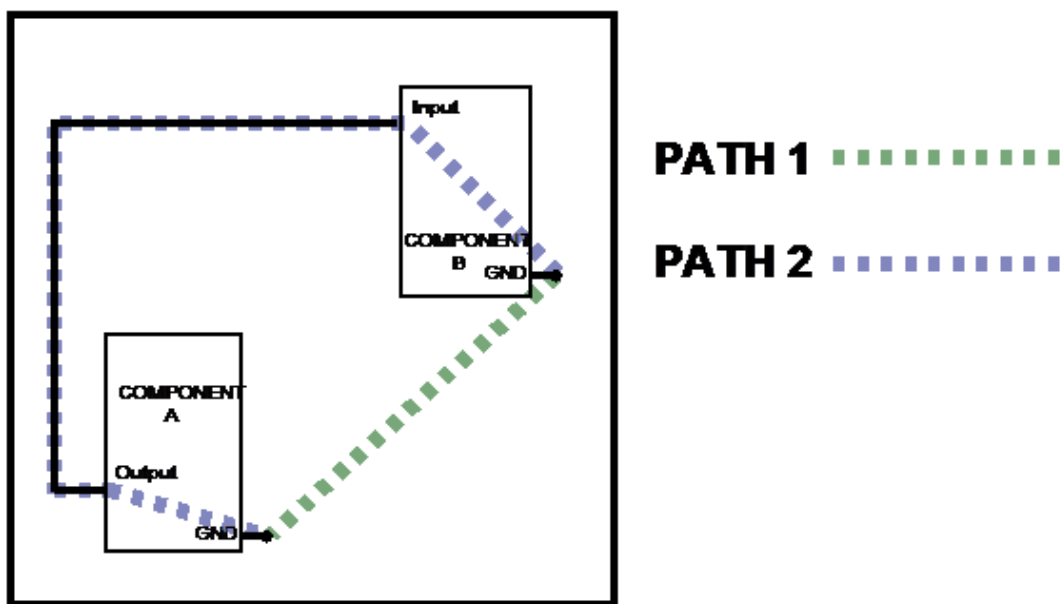 Input
PATH 1
COMPONENT
B
GND
PATH 2
COMPONENT
A
Output
GND